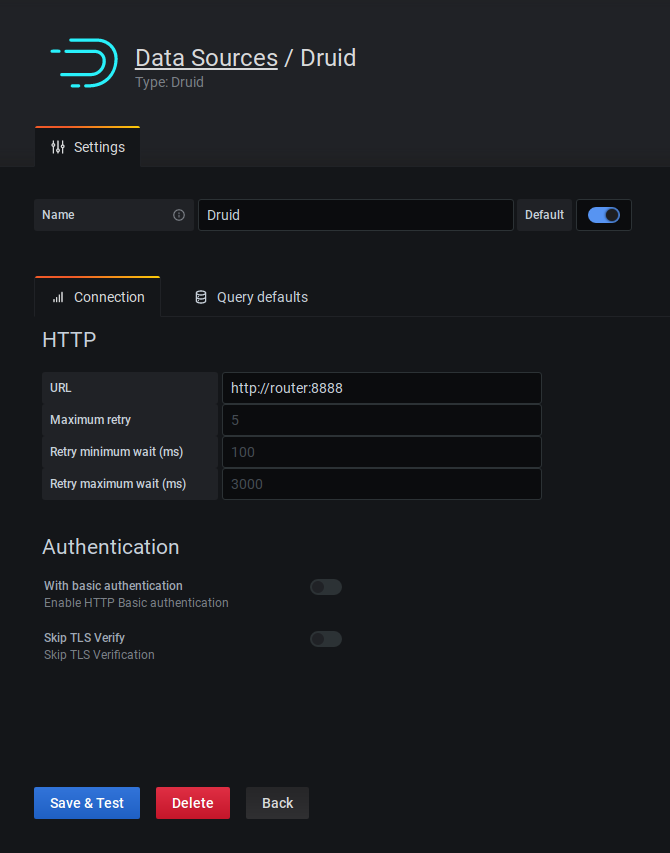 Data Sources / Druid
Type: Druid
Settings
Name
Druid
Default
Connection
Query defaults
HTTP
URL
http://router:8888
Maximum retry
5
Retry minimum wait (ms)
100
Retry maximum wait (ms)
3000
Authentication
With basic authentication
Enable HTTP Basic authentication
Skip TLS Verify
Skip TLS Verification
Save & Test
Delete
Back